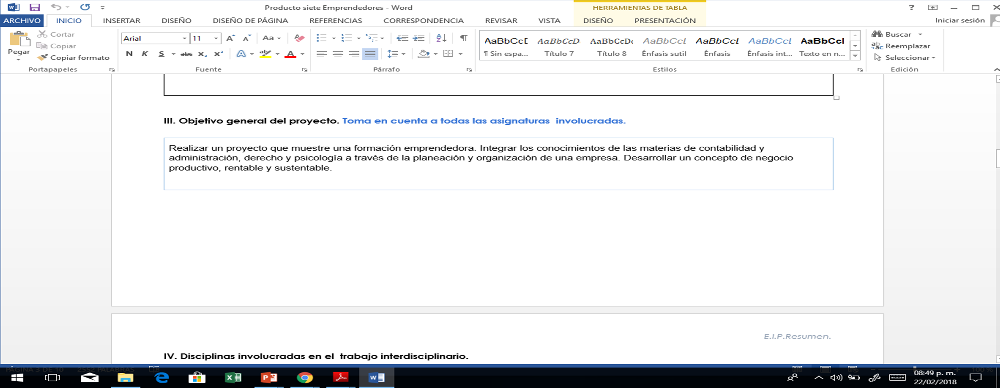 Producto siete Emprendedores - Word
HERRAMIENTAS DE TABLA
?
ARCHIVO INICIO INSERTAR DISEÑO DISEÑO DE PÁGINA REFERENCIAS CORRESPONDENCIA REVISAR VISTA DISEÑO PRESENTACIÓN Iniciar sesión
Pegar
Cortar
Copiar
Copiar formato
Portapapeles
Arial 11
N K S abc x₂ x² A aby A
Fuente
Párrafo
AaBbCcD AaBbCcD AaBbCcDc AaBbCcI AaBbCcI AaBbCcI AaBbCcI
¶ Sin espa... Título 7 Título 8 Énfasis sutil Énfasis Énfasis int... Texto en n...
Estilos
Buscar
Reemplazar
Seleccionar
Edición
III. Objetivo general del proyecto. Toma en cuenta a todas las asignaturas involucradas.
Realizar un proyecto que muestre una formación emprendedora. Integrar los conocimientos de las materias de contabilidad y
administración, derecho y psicología a través de la planeación y organización de una empresa. Desarrollar un concepto de negocio
productivo, rentable y sustentable.
E.I.P.Resumen.
IV. Disciplinas involucradas en el trabajo interdisciplinario.
PÁGINA 3 DE 10 2552 PALABRAS 100 %
08:49 p. m.
22/02/2018